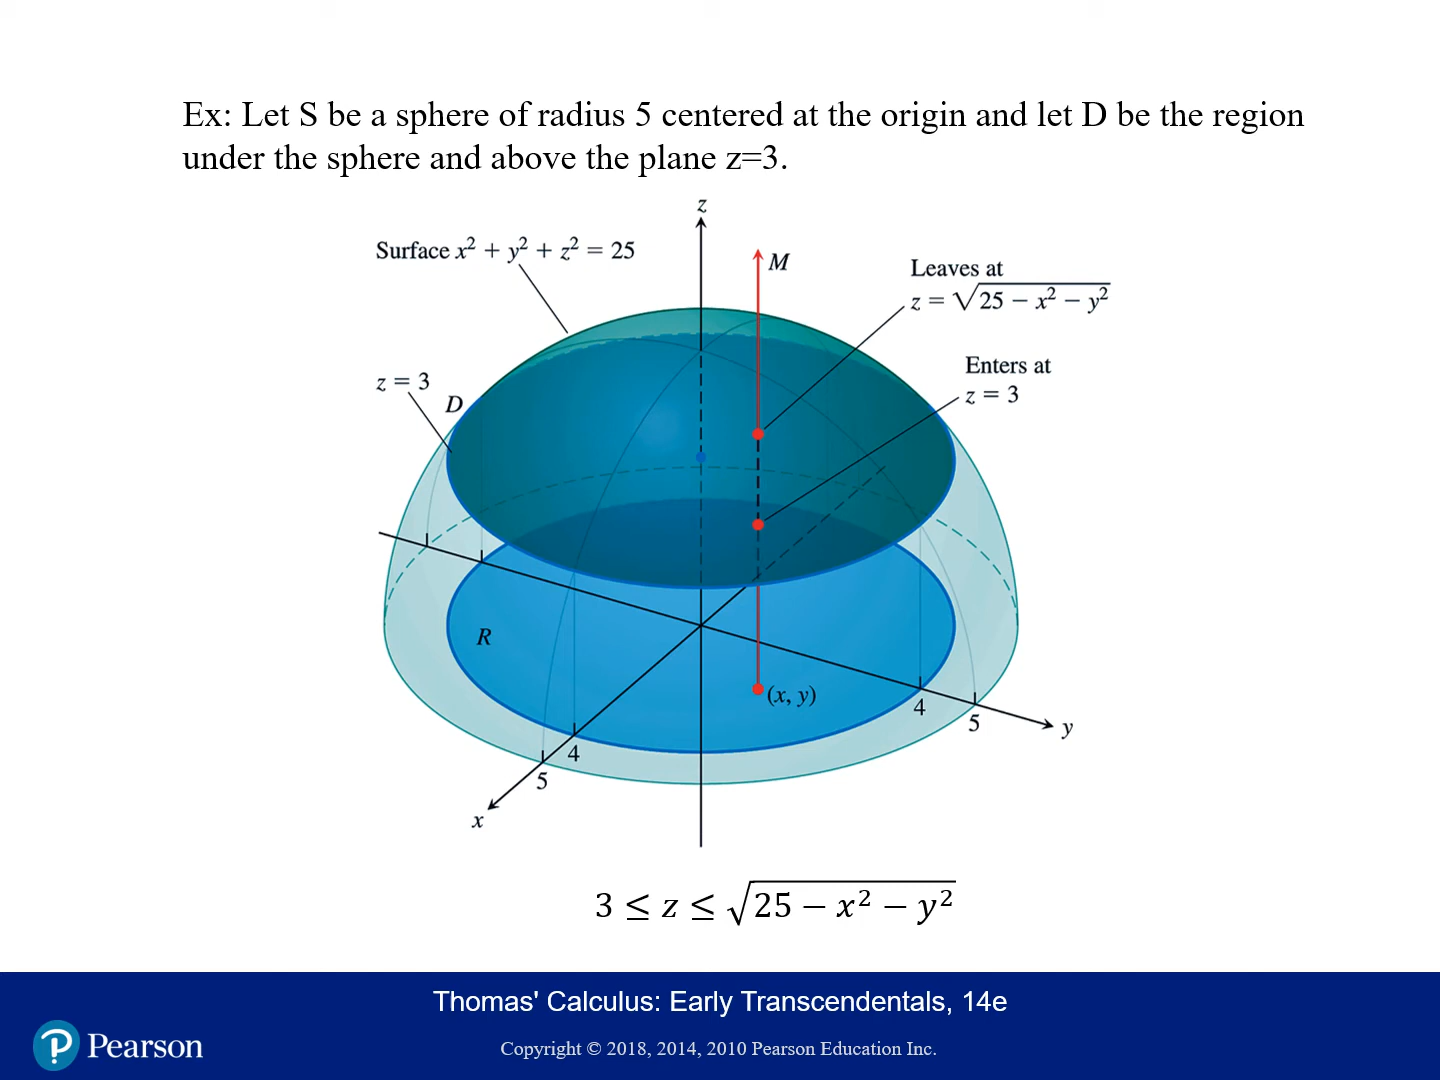 Ex: Let S be a sphere of radius 5 centered at the origin and let D be the region
under the sphere and above the plane z=3.
z
Surface x² + y² + z² = 25
M
Leaves at
z = √(25 − x² − y²)
Enters at
z = 3
z = 3
D
R
(x, y)
4
5
y
4
5
x
3 ≤ z ≤ √(25 − x² − y²)
Thomas' Calculus: Early Transcendentals, 14e
P Pearson
Copyright © 2018, 2014, 2010 Pearson Education Inc.